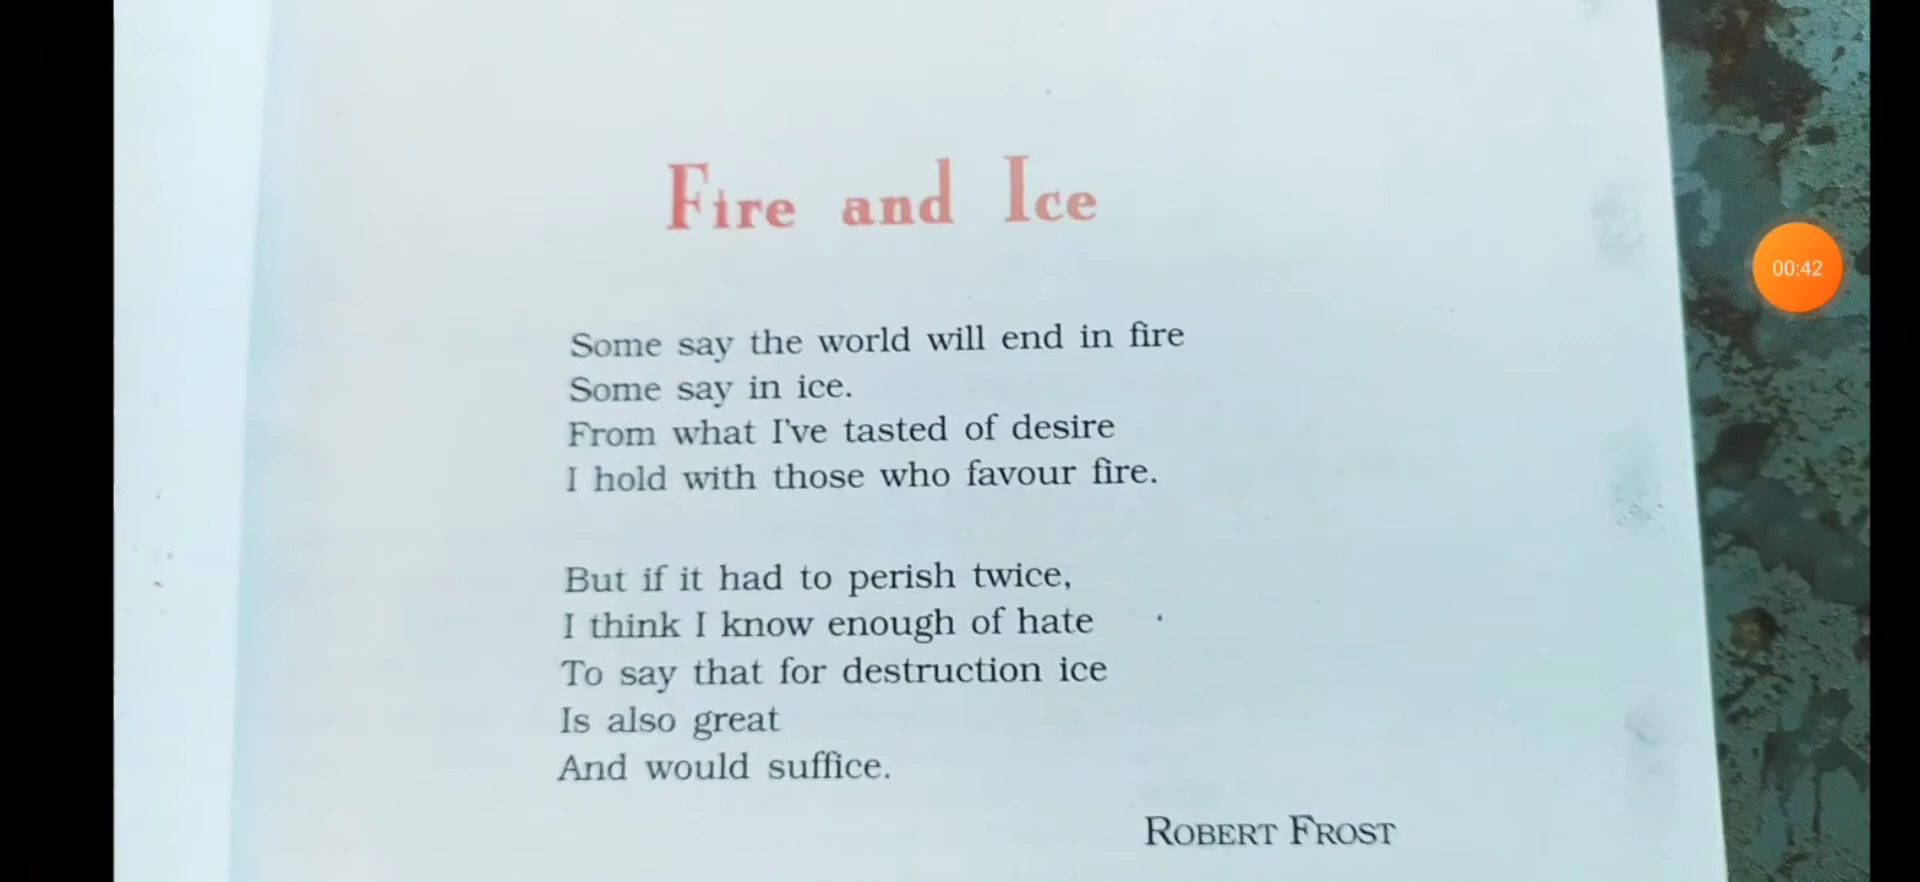 Fire and Ice
Some say the world will end in fire
Some say in ice.
From what I've tasted of desire
I hold with those who favour fire.
But if it had to perish twice,
I think I know enough of hate
To say that for destruction ice
Is also great
And would suffice.
ROBERT FROST
00:42